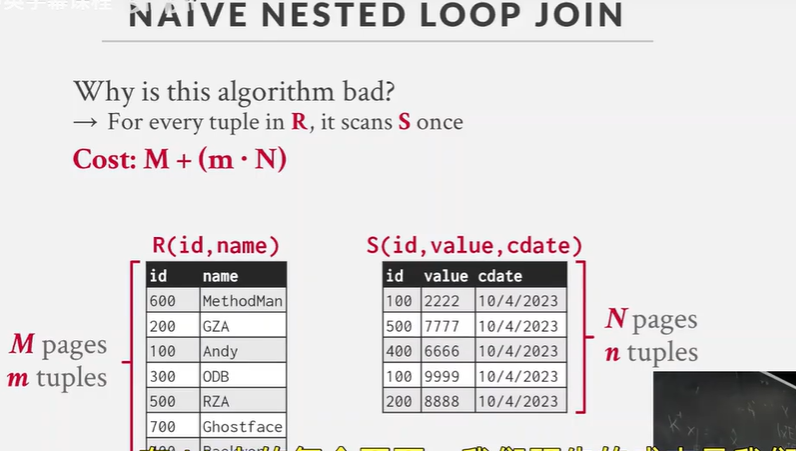 NAÏVE NESTED LOOP JOIN
Why is this algorithm bad?
→ For every tuple in R, it scans S once
Cost: M + (m · N)
R(id,name)
id name
600 MethodMan
200 GZA
100 Andy
300 ODB
500 RZA
700 Ghostface
M pages
m tuples
S(id,value,cdate)
id value cdate
100 2222 10/4/2023
500 7777 10/4/2023
400 6666 10/4/2023
100 9999 10/4/2023
200 8888 10/4/2023
N pages
n tuples